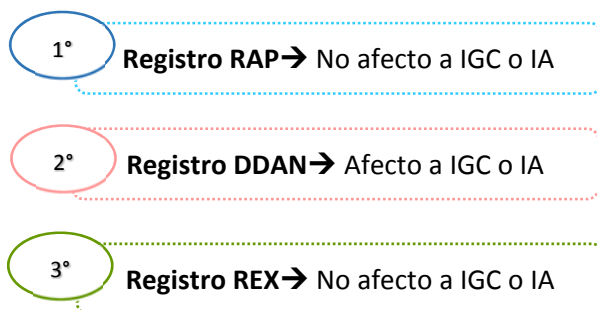 1° Registro RAP→ No afecto a IGC o IA
2° Registro DDAN→ Afecto a IGC o IA
3° Registro REX→ No afecto a IGC o IA